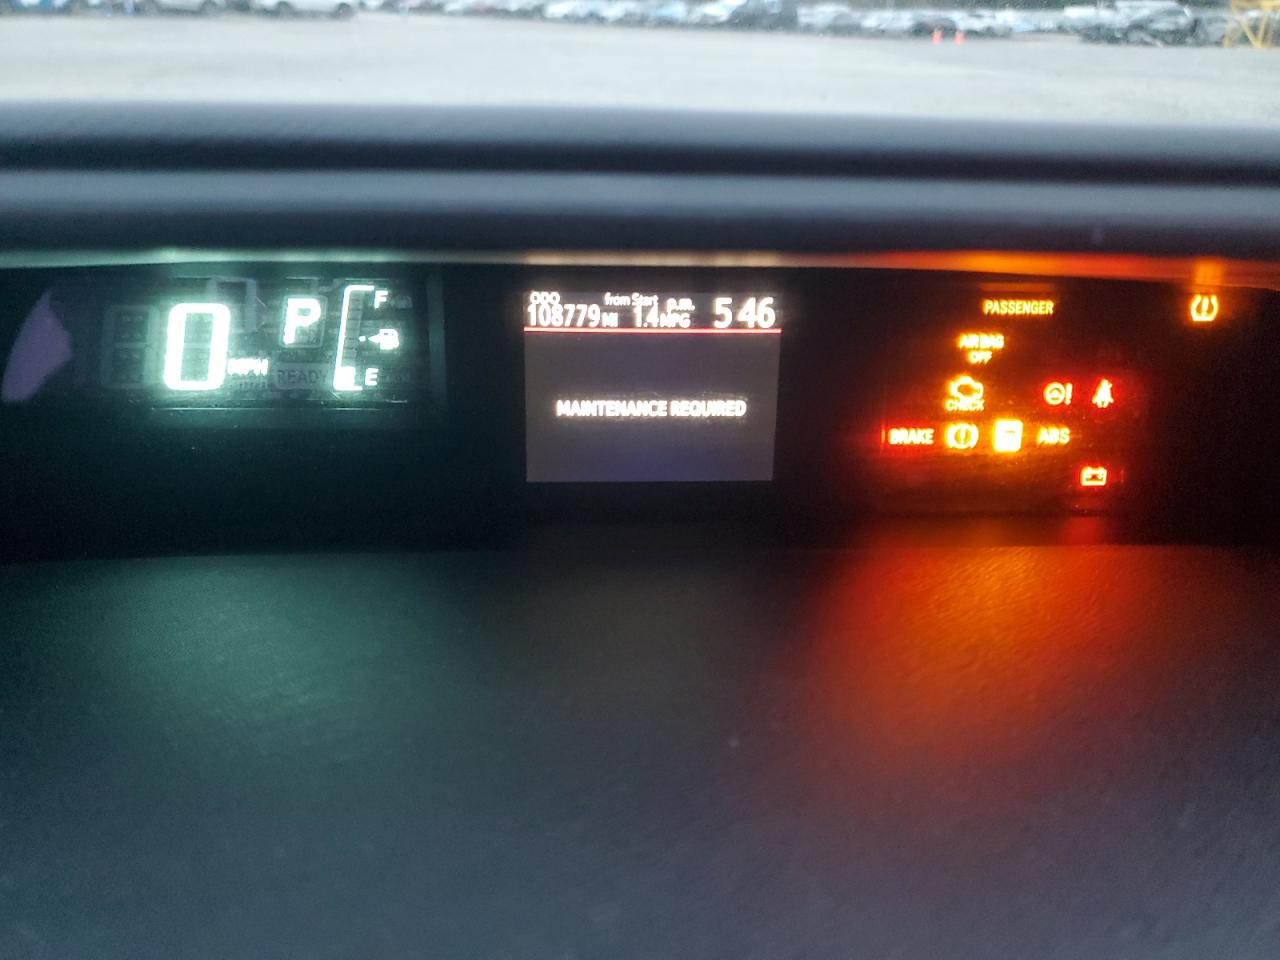 0 MPH
P
READY
F
E
ODO
108779 MI
from Start
1.4 MPG
p.m.
5:46
MAINTENANCE REQUIRED
PASSENGER
AIR BAG
OFF
CHECK
BRAKE
ABS